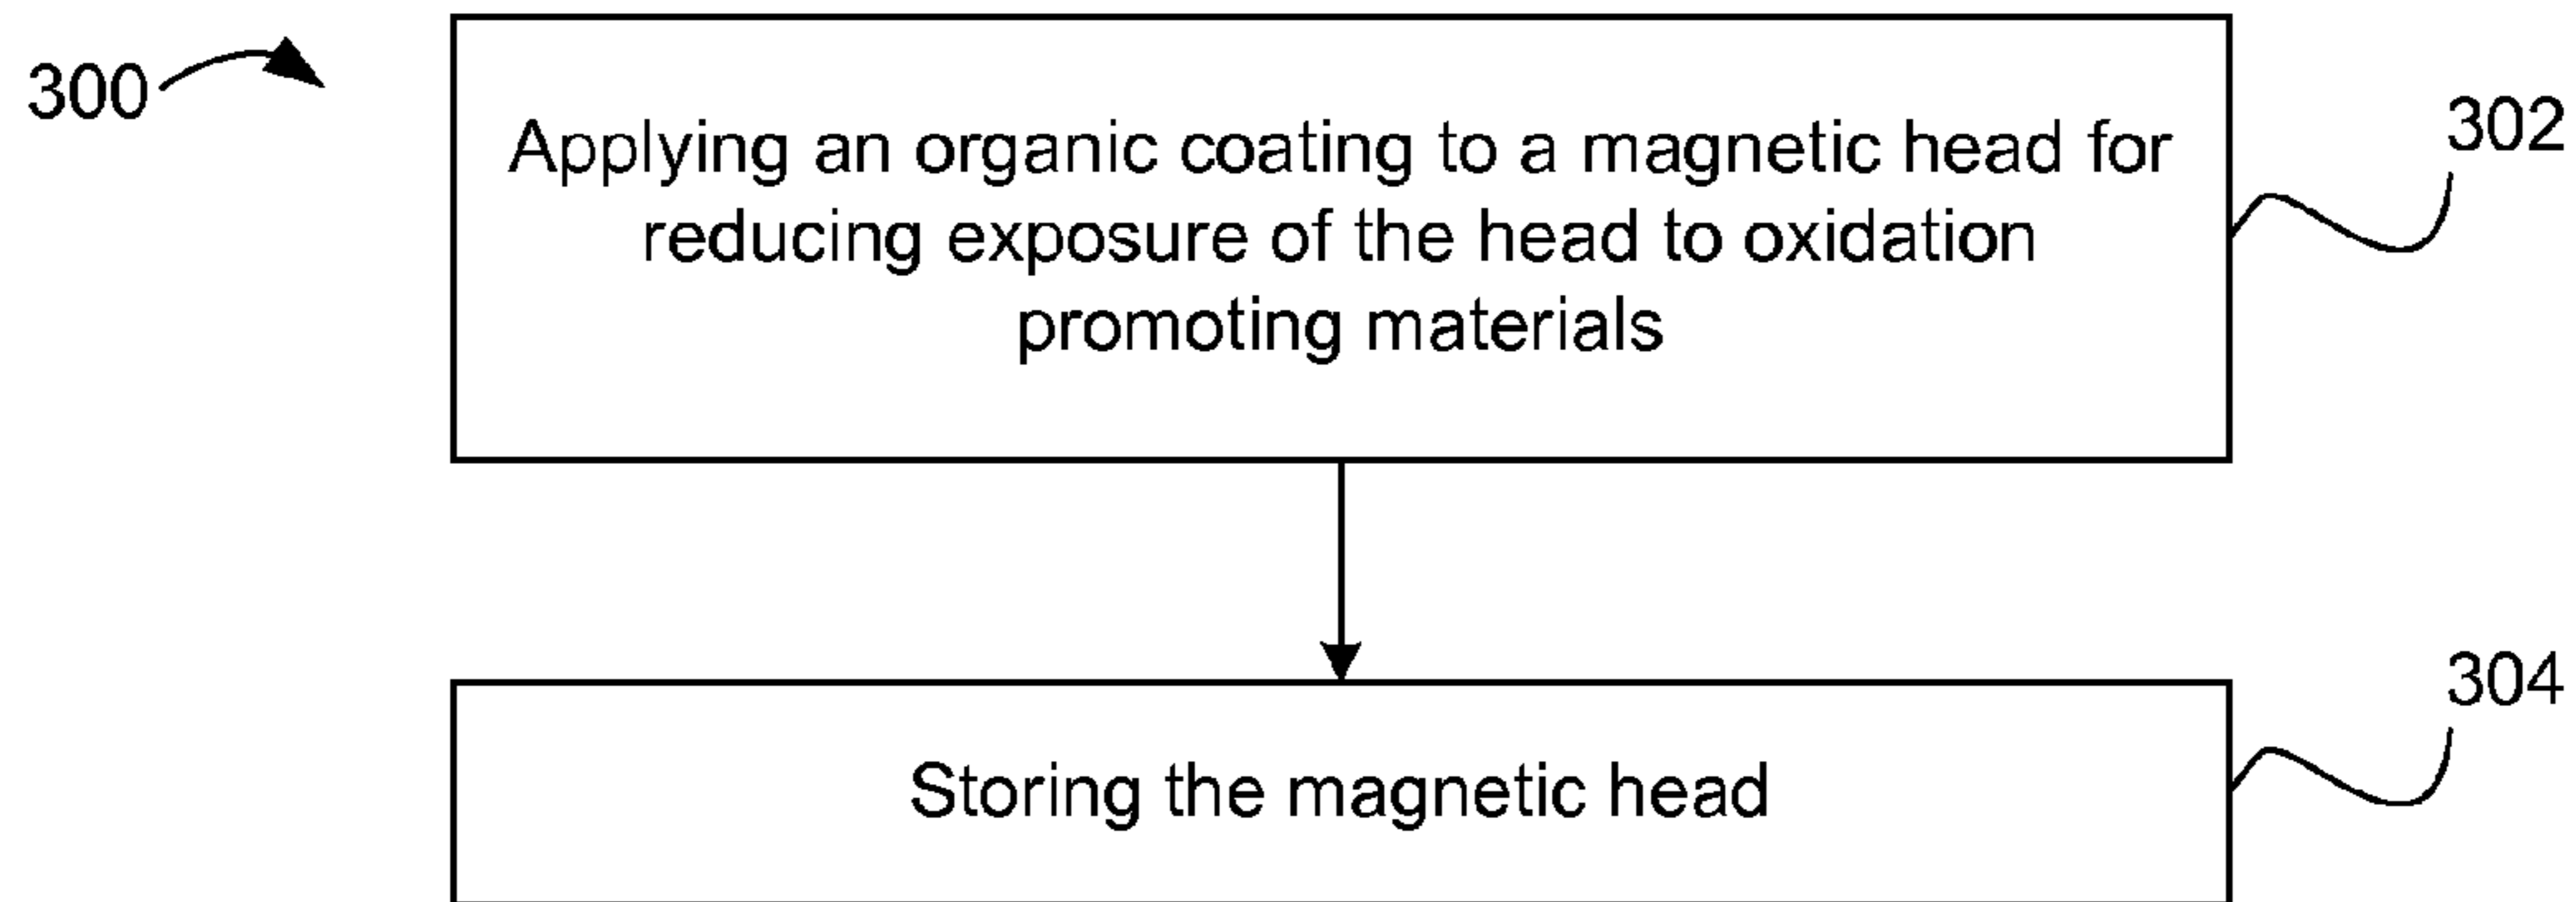 300
Applying an organic coating to a magnetic head for
reducing exposure of the head to oxidation
promoting materials
302
Storing the magnetic head
304